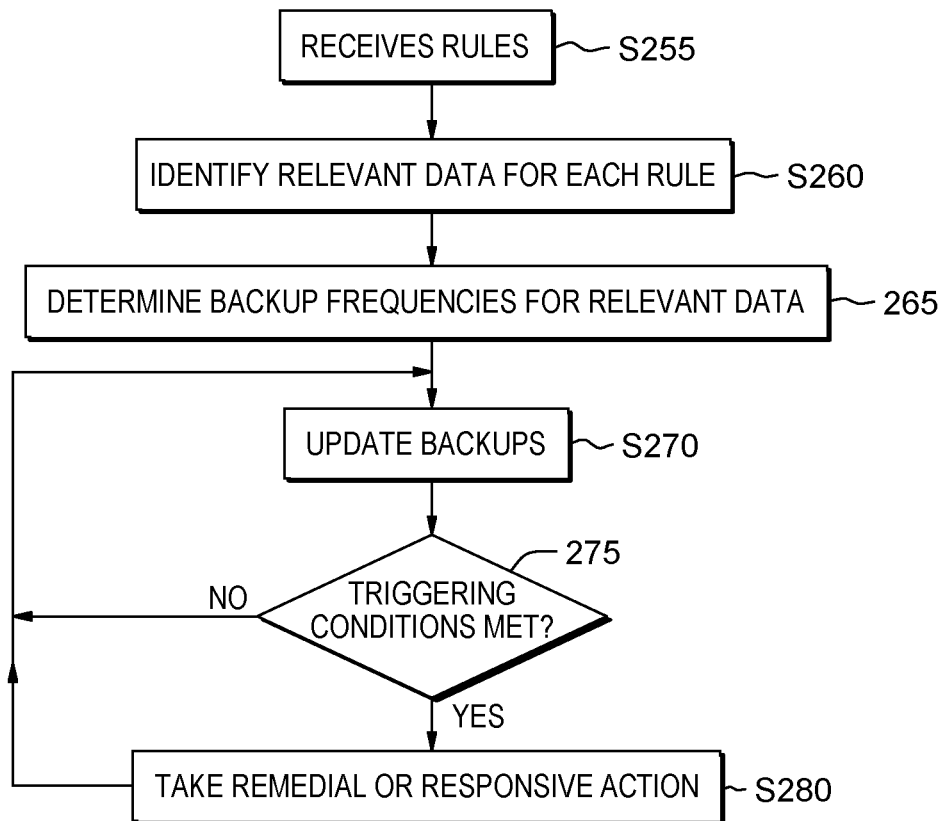 RECEIVES RULES
S255
IDENTIFY RELEVANT DATA FOR EACH RULE
S260
DETERMINE BACKUP FREQUENCIES FOR RELEVANT DATA
265
UPDATE BACKUPS
S270
275
NO
TRIGGERING
CONDITIONS MET?
YES
TAKE REMEDIAL OR RESPONSIVE ACTION
S280